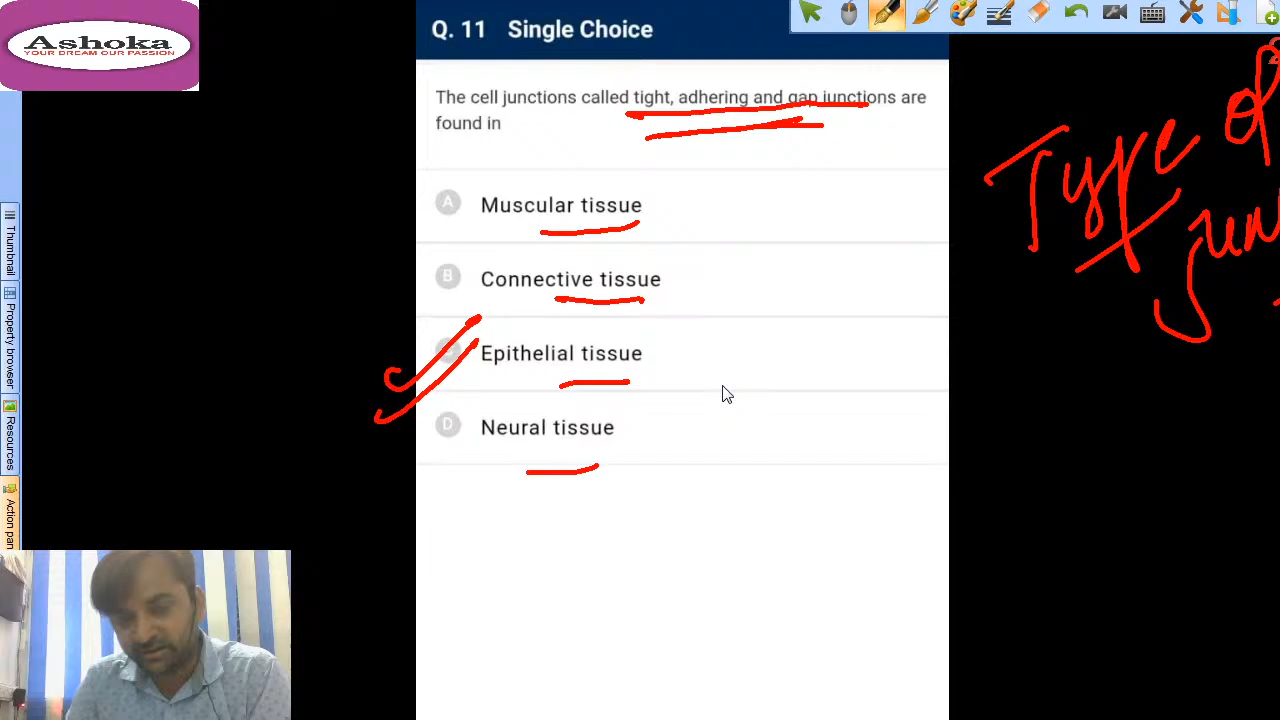 Ashoka
YOUR DREAM OUR PASSION
Q. 11 Single Choice
The cell junctions called tight, adhering and gap junctions are
found in
A Muscular tissue
B Connective tissue
Epithelial tissue
D Neural tissue
Type of
Thumbnail
Property browser
Resources
Action pan